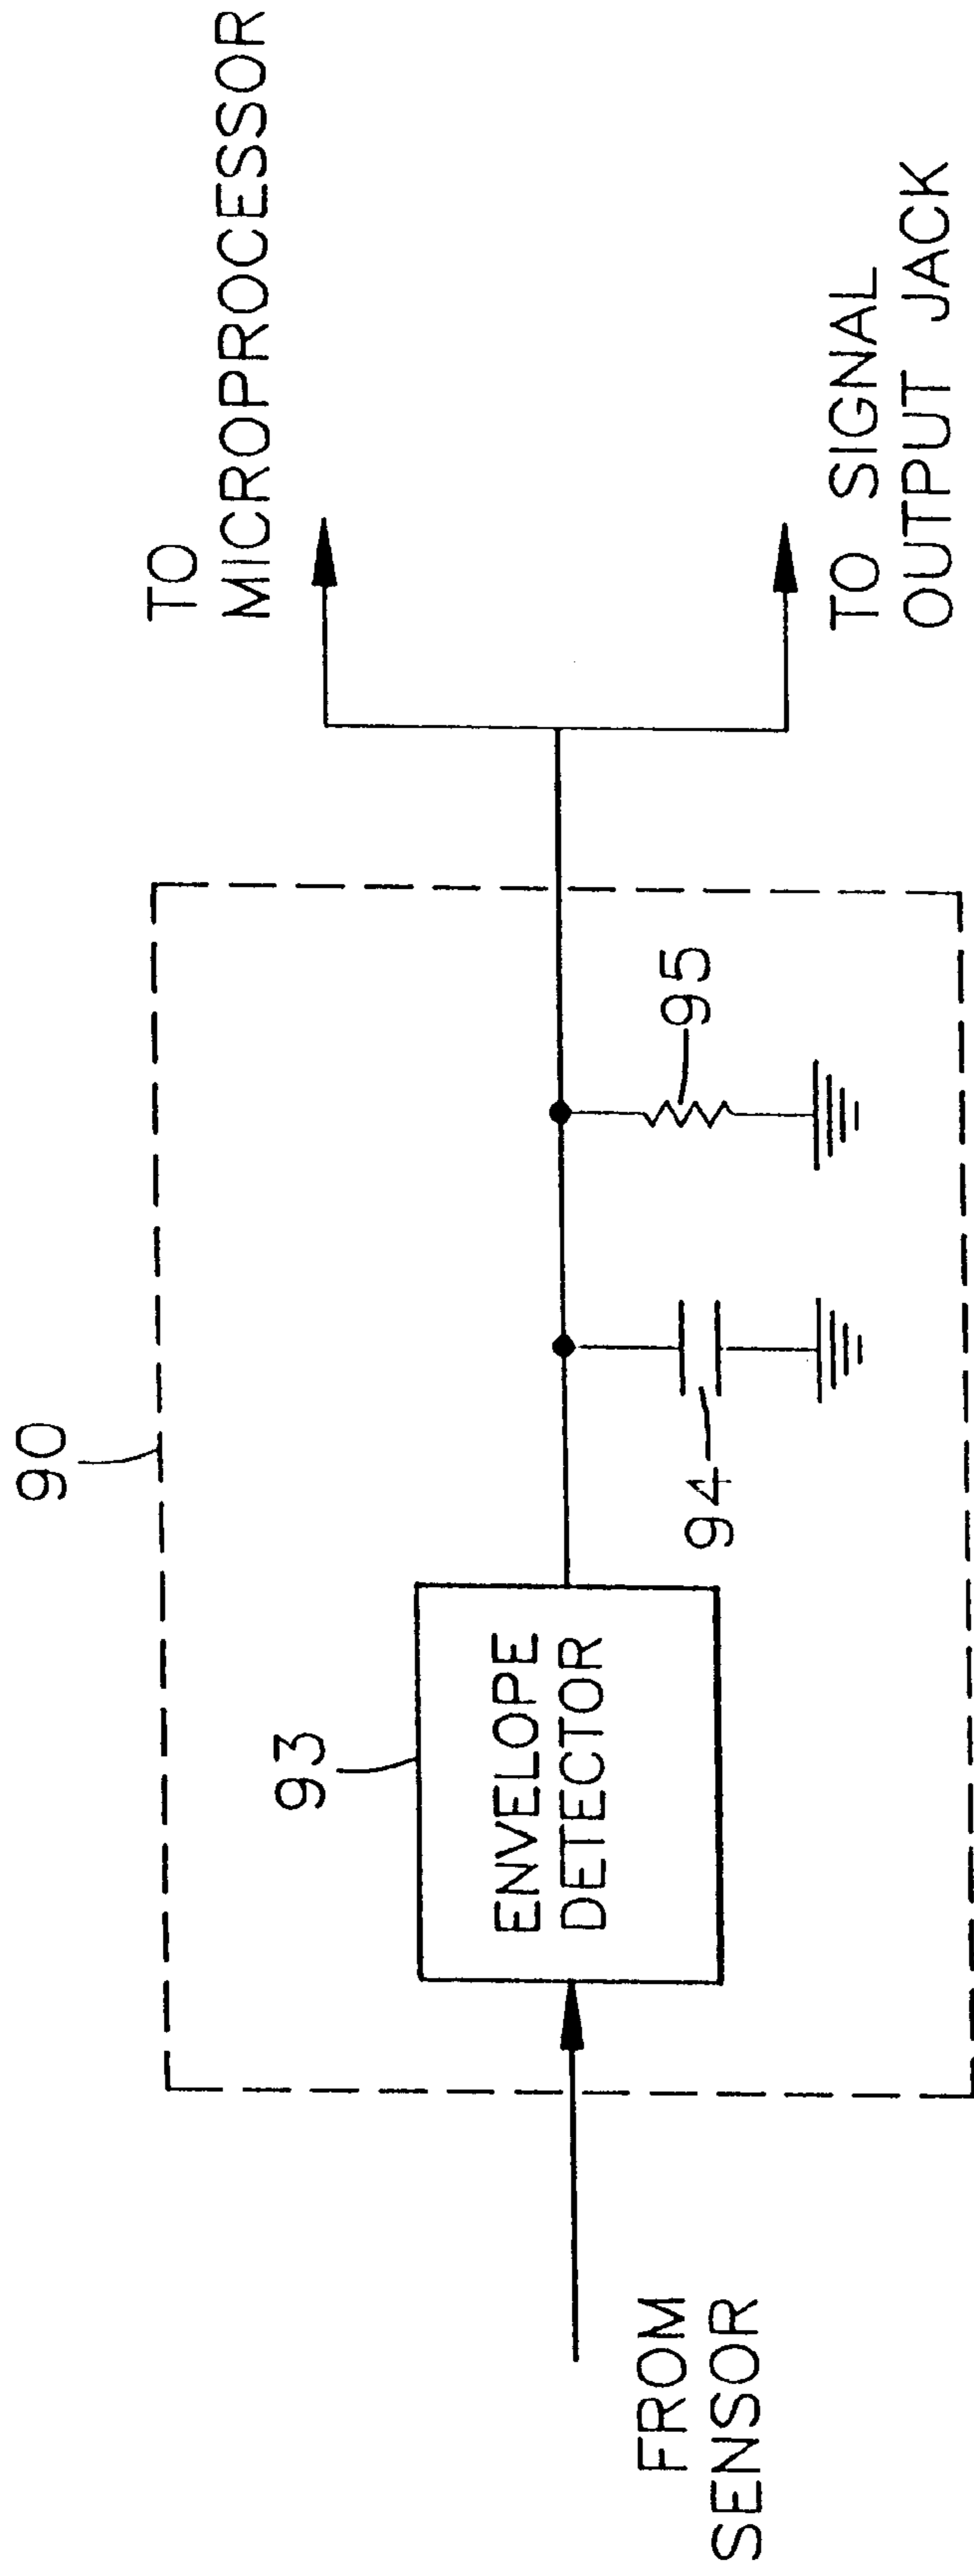 90
93
ENVELOPE
DETECTOR
94
95
FROM
SENSOR
TO
MICROPROCESSOR
TO SIGNAL
OUTPUT JACK